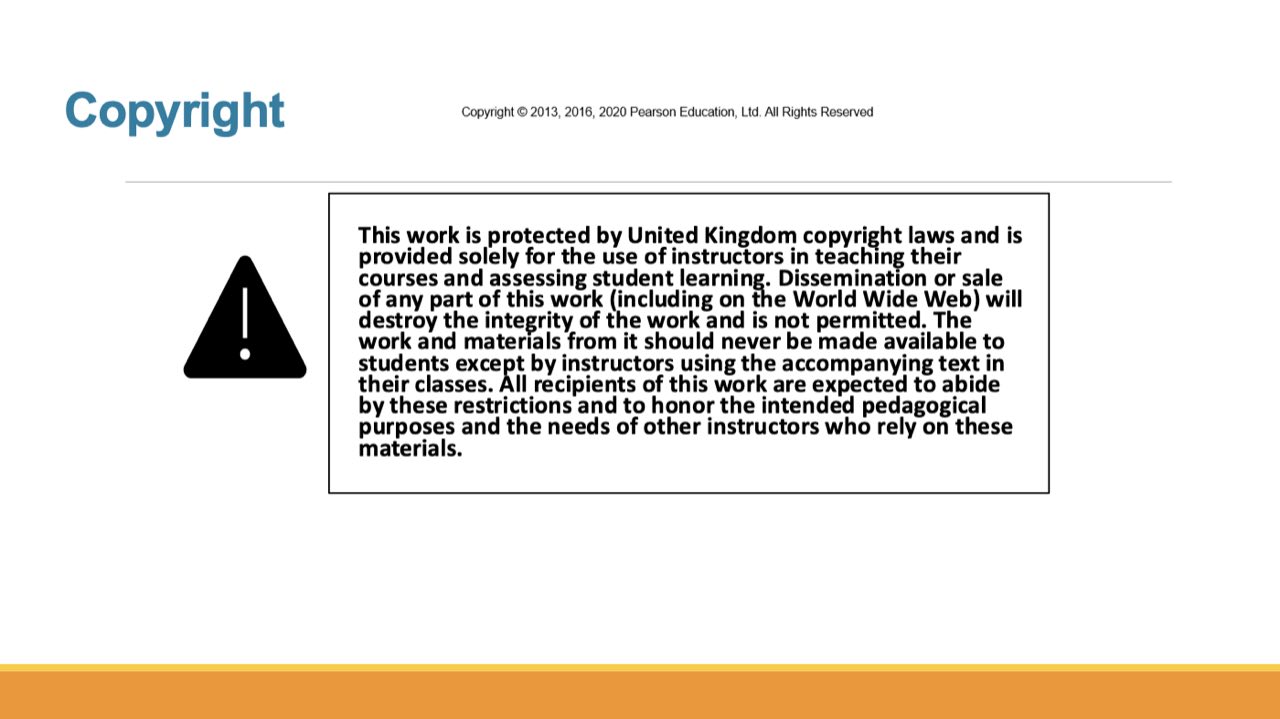 Copyright
Copyright © 2013, 2016, 2020 Pearson Education, Ltd. All Rights Reserved
This work is protected by United Kingdom copyright laws and is
provided solely for the use of instructors in teaching their
courses and assessing student learning. Dissemination or sale
of any part of this work (including on the World Wide Web) will
destroy the integrity of the work and is not permitted. The
work and materials from it should never be made available to
students except by instructors using the accompanying text in
their classes. All recipients of this work are expected to abide
by these restrictions and to honor the intended pedagogical
purposes and the needs of other instructors who rely on these
materials.